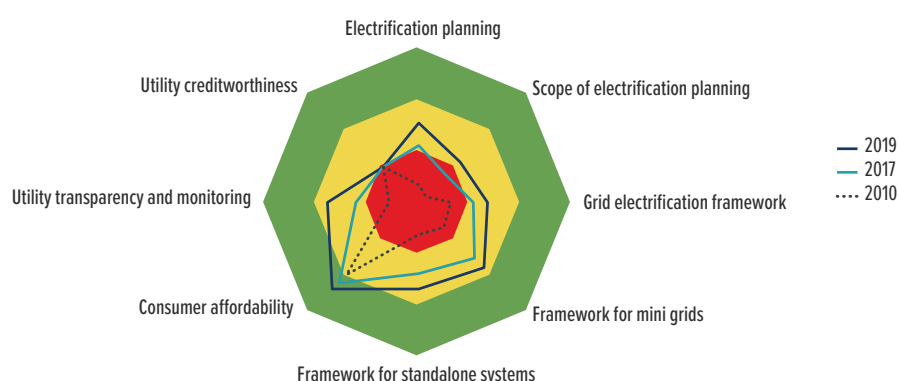 Electrification planning
Utility creditworthiness
Scope of electrification planning
2019
2017
2010
Utility transparency and monitoring
Grid electrification framework
Consumer affordability
Framework for mini grids
Framework for standalone systems